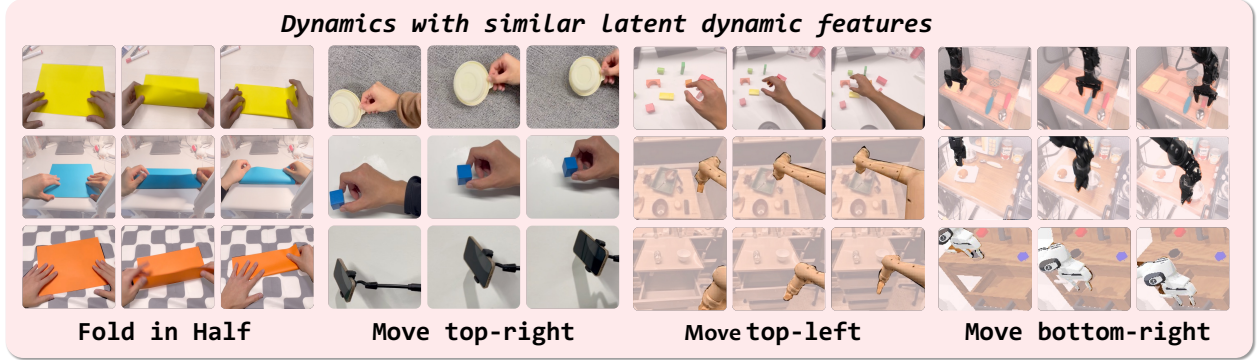 Dynamics with similar latent dynamic features
Fold in Half
Move top-right
Move top-left
Move bottom-right